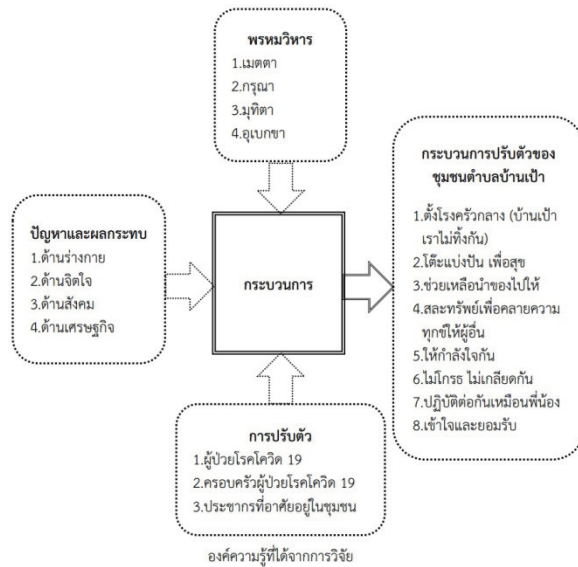 พรหมวิหาร
1.เมตตา
2.กรุณา
3.มุทิตา
4.อุเบกขา
ปัญหาและผลกระทบ
1.ด้านร่างกาย
2.ด้านจิตใจ
3.ด้านสังคม
4.ด้านเศรษฐกิจ
กระบวนการ
กระบวนการปรับตัวของ
ชุมชนตำบลบ้านเป้า
1.ตั้งโรงครัวกลาง (บ้านเป้า
เราไม่ทิ้งกัน)
2.โต๊ะแบ่งปัน เพื่อสุข
3.ช่วยเหลือนำของไปให้
4.สละทรัพย์เพื่อคลายความ
ทุกข์ให้ผู้อื่น
5.ให้กำลังใจกัน
6.ไม่โกรธ ไม่เกลียดกัน
7.ปฏิบัติต่อกันเหมือนพี่น้อง
8.เข้าใจและยอมรับ
การปรับตัว
1.ผู้ป่วยโรคโควิด 19
2.ครอบครัวผู้ป่วยโรคโควิด 19
3.ประชากรที่อาศัยอยู่ในชุมชน
องค์ความรู้ที่ได้จากการวิจัย